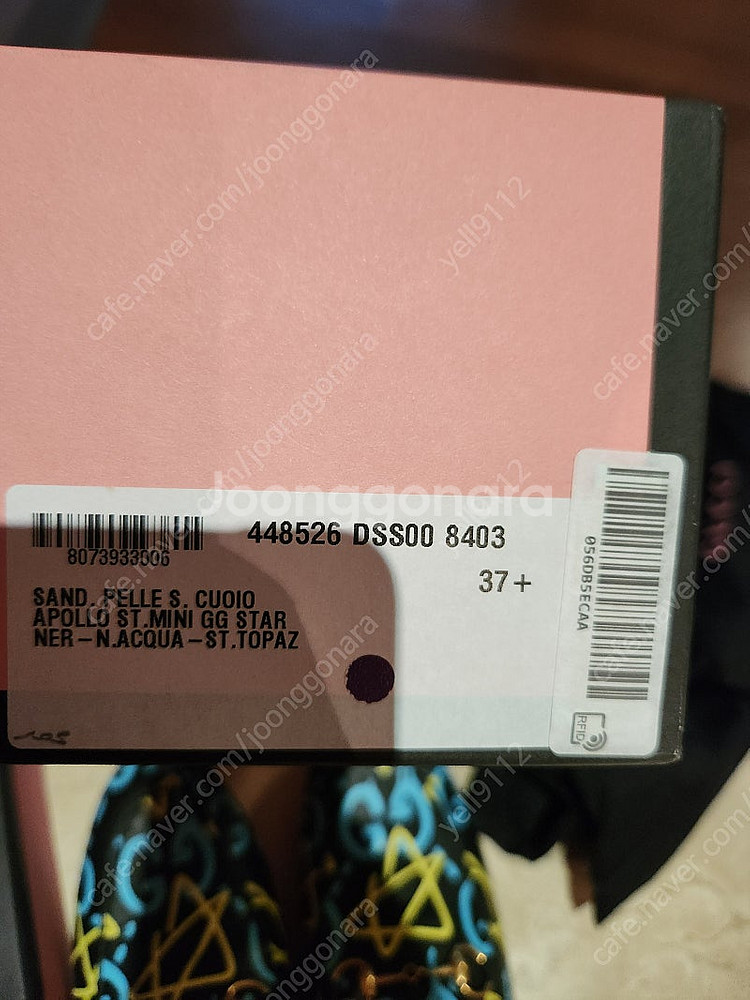 448526 DSS00 8403
37+
8073933906
SAND. PELLE S. CUOIO
APOLLO ST.MINI GG STAR
NER-N.ACQUA-ST.TOPAZ
056DB5ECAA
RFID
Joonggonara
cafe.naver.com/joonggonara
yell9112